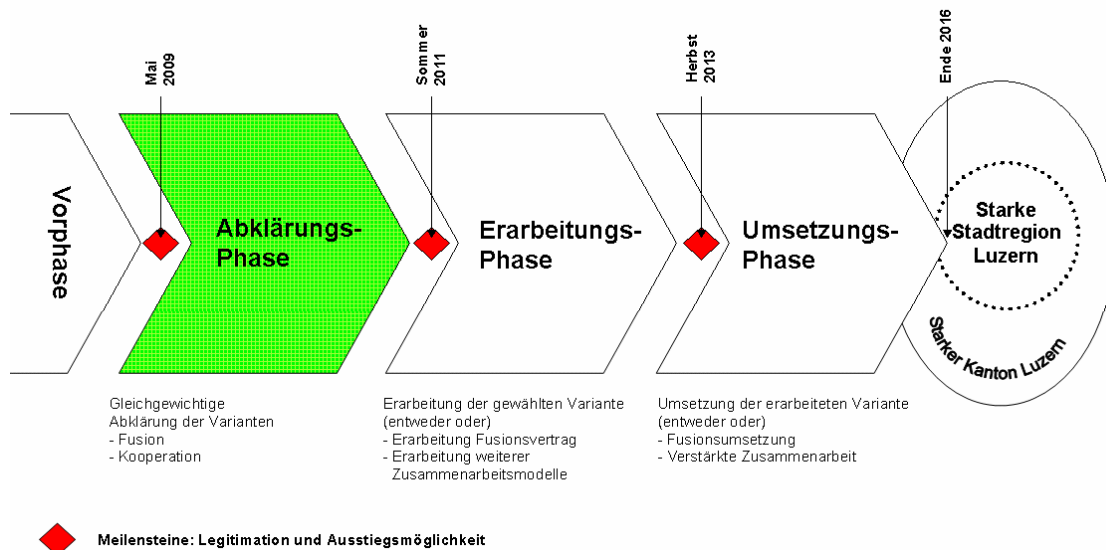 Mai
2009
Sommer
2011
Herbst
2013
Ende 2016
Vorphase
Abklärungs-
Phase
Erarbeitungs-
Phase
Umsetzungs-
Phase
Starke
Stadtregion
Luzern
Starker Kanton Luzern
Gleichgewichtige
Abklärung der Varianten
- Fusion
- Kooperation
Erarbeitung der gewählten Variante
(entweder oder)
- Erarbeitung Fusionsvertrag
- Erarbeitung weiterer
Zusammenarbeitsmodelle
Umsetzung der erarbeiteten Variante
(entweder oder)
- Fusionsumsetzung
- Verstärkte Zusammenarbeit
Meilensteine: Legitimation und Ausstiegsmöglichkeit